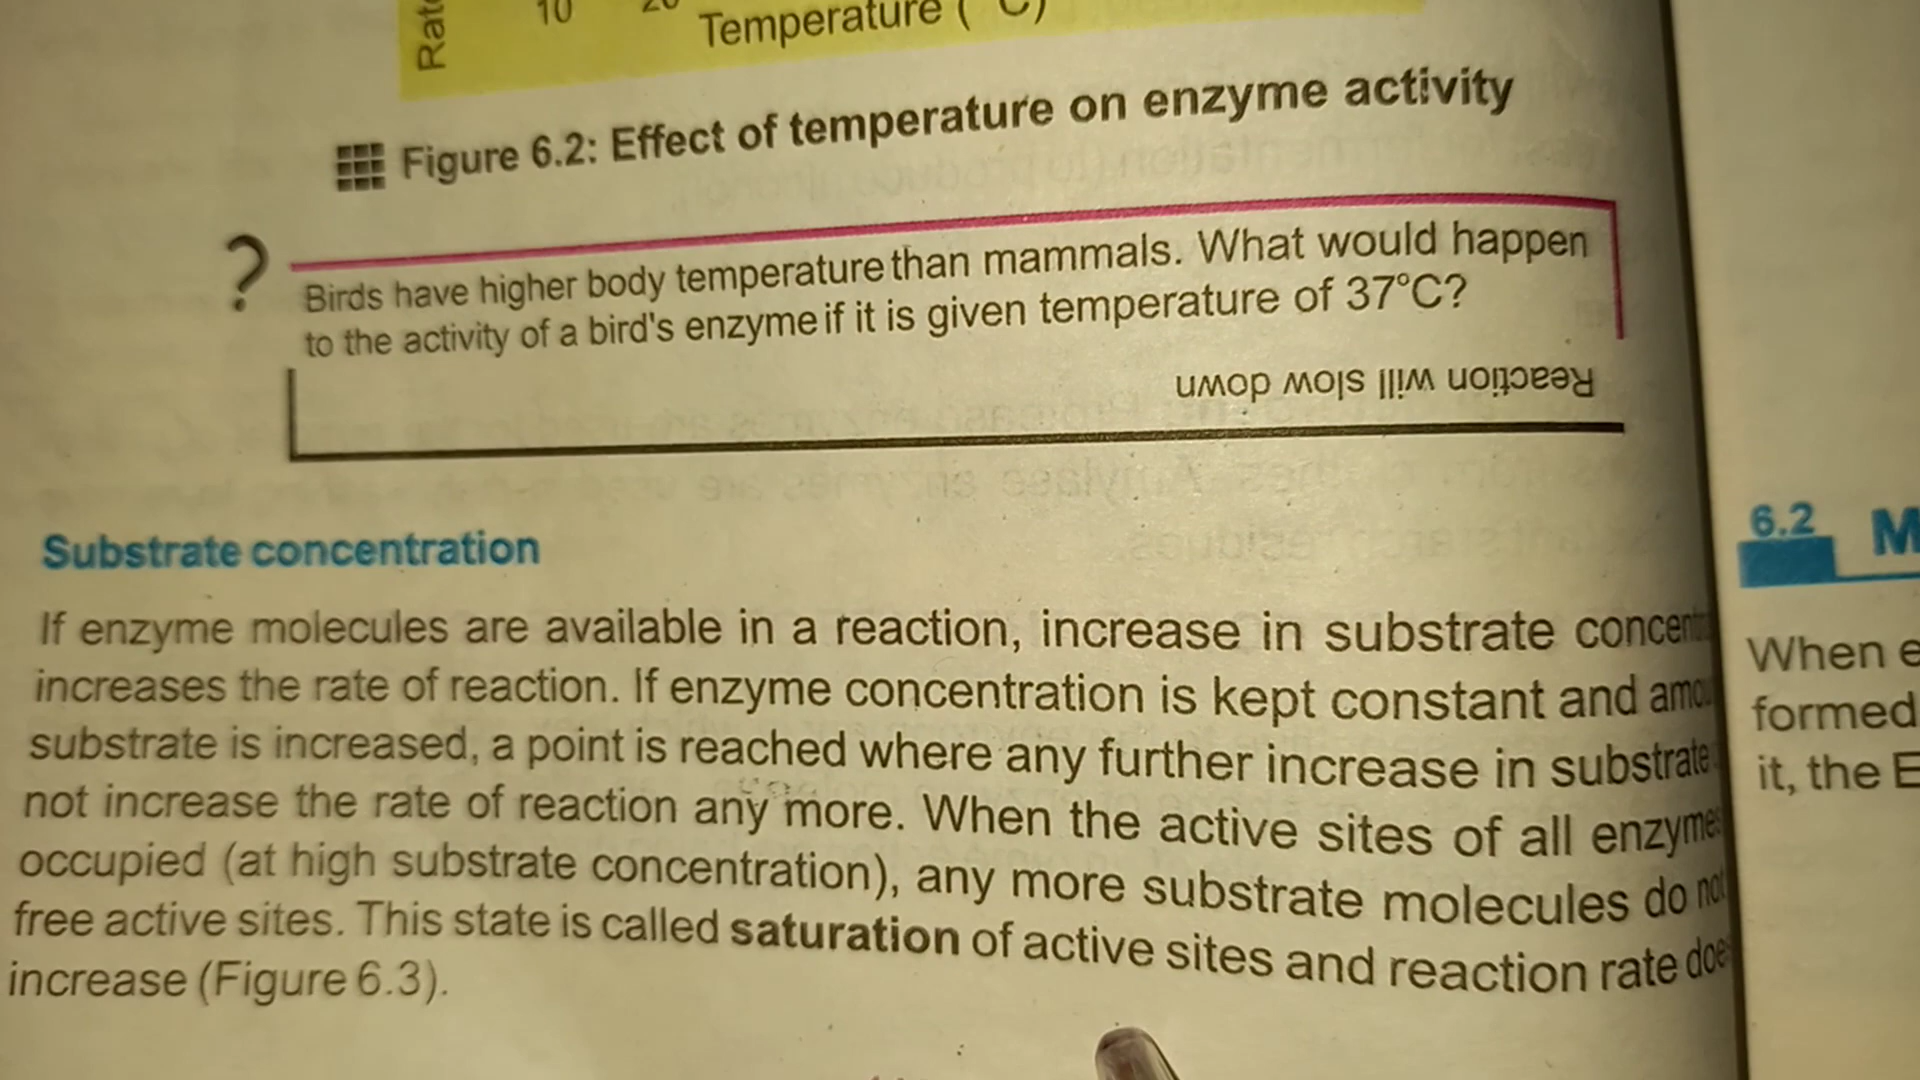 Rate
10 20
Temperature (°C)
Figure 6.2: Effect of temperature on enzyme activity
?
Birds have higher body temperature than mammals. What would happen
to the activity of a bird's enzyme if it is given temperature of 37°C?
Reaction will slow down
Substrate concentration
If enzyme molecules are available in a reaction, increase in substrate
increases the rate of reaction. If enzyme concentration is kept constant and
substrate is increased, a point is reached where any further increase in substrate
not increase the rate of reaction any more. When the active sites of all
occupied (at high substrate concentration), any more substrate molecules do not
free active sites. This state is called saturation of active sites and reaction rate
increase (Figure 6.3).
6.2 M
When
formed
it, the E